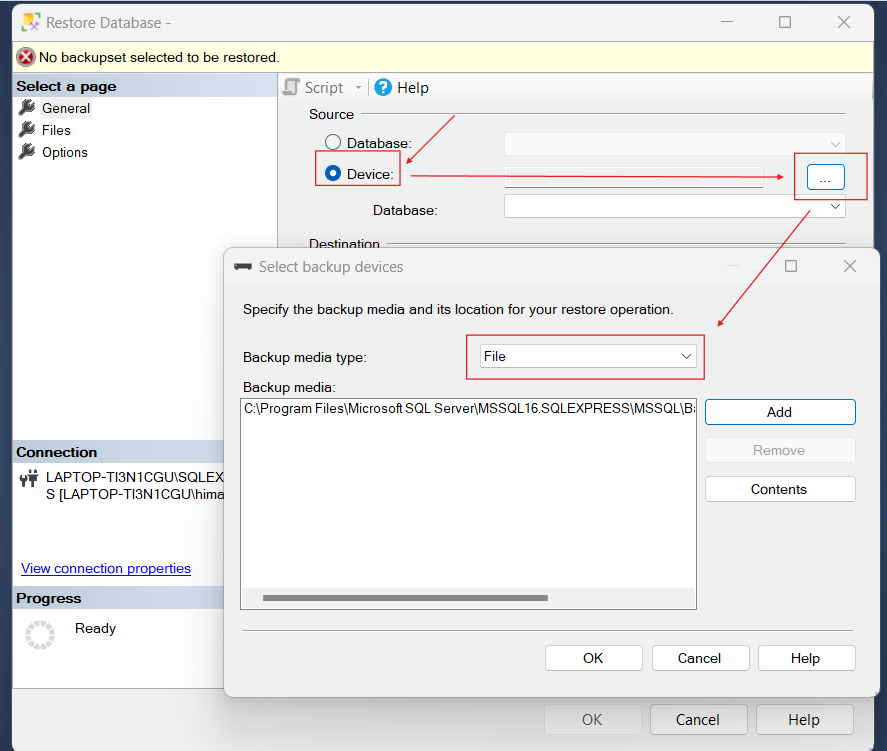 Restore Database -
No backupset selected to be restored.
Select a page
General
Files
Options
Script
Help
Source
Database:
Device:
...
Database:
Destination
Select backup devices
Specify the backup media and its location for your restore operation.
Backup media type:
File
Backup media:
C:\Program Files\Microsoft SQL Server\MSSQL16.SQLEXPRESS\MSSQL\Ba
Add
Remove
Contents
OK
Cancel
Help
Connection
LAPTOP-TI3N1CGU\SQLEX
S [LAPTOP-TI3N1CGU\hima
View connection properties
Progress
Ready
OK
Cancel
Help